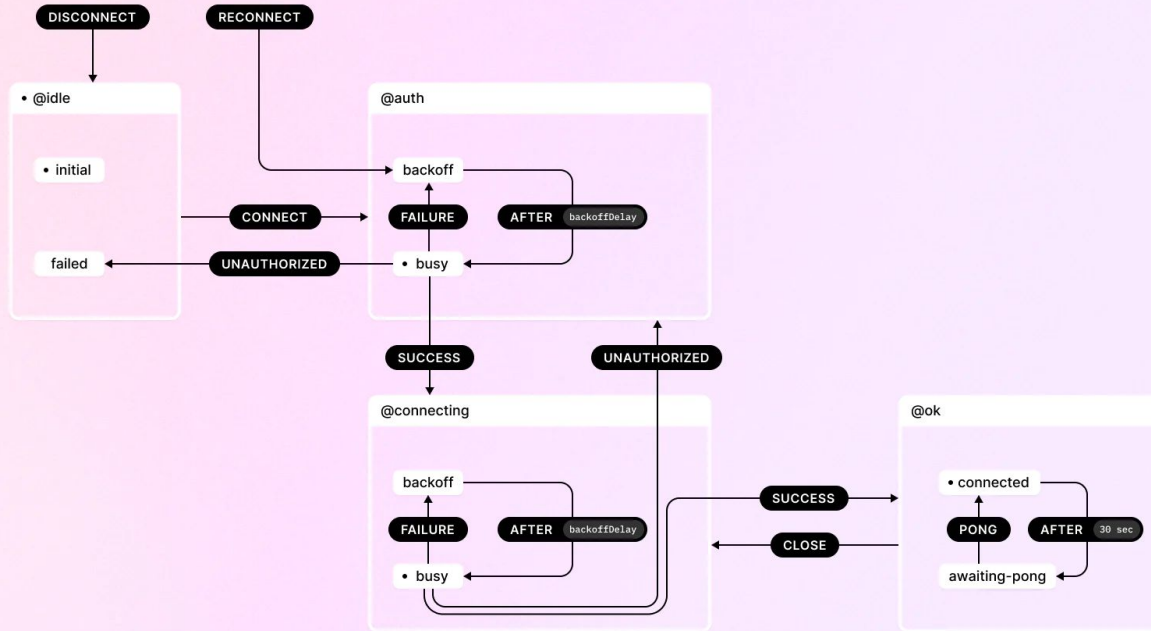 DISCONNECT
RECONNECT
• @idle
@auth
• initial
backoff
CONNECT
FAILURE
AFTER backoffDelay
failed
UNAUTHORIZED
• busy
SUCCESS
UNAUTHORIZED
@connecting
@ok
backoff
• connected
SUCCESS
FAILURE
AFTER backoffDelay
PONG
AFTER 30 sec
CLOSE
• busy
awaiting-pong